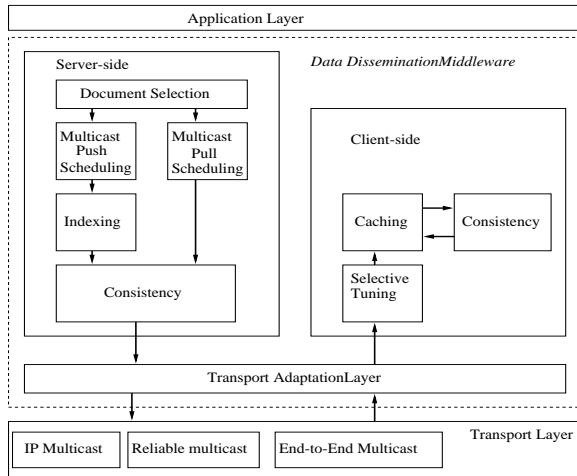 Application Layer
Data DisseminationMiddleware
Server-side
Document Selection
Multicast
Push
Scheduling
Multicast
Pull
Scheduling
Indexing
Consistency
Client-side
Caching
Consistency
Selective
Tuning
Transport AdaptationLayer
Transport Layer
IP Multicast
Reliable multicast
End-to-End Multicast